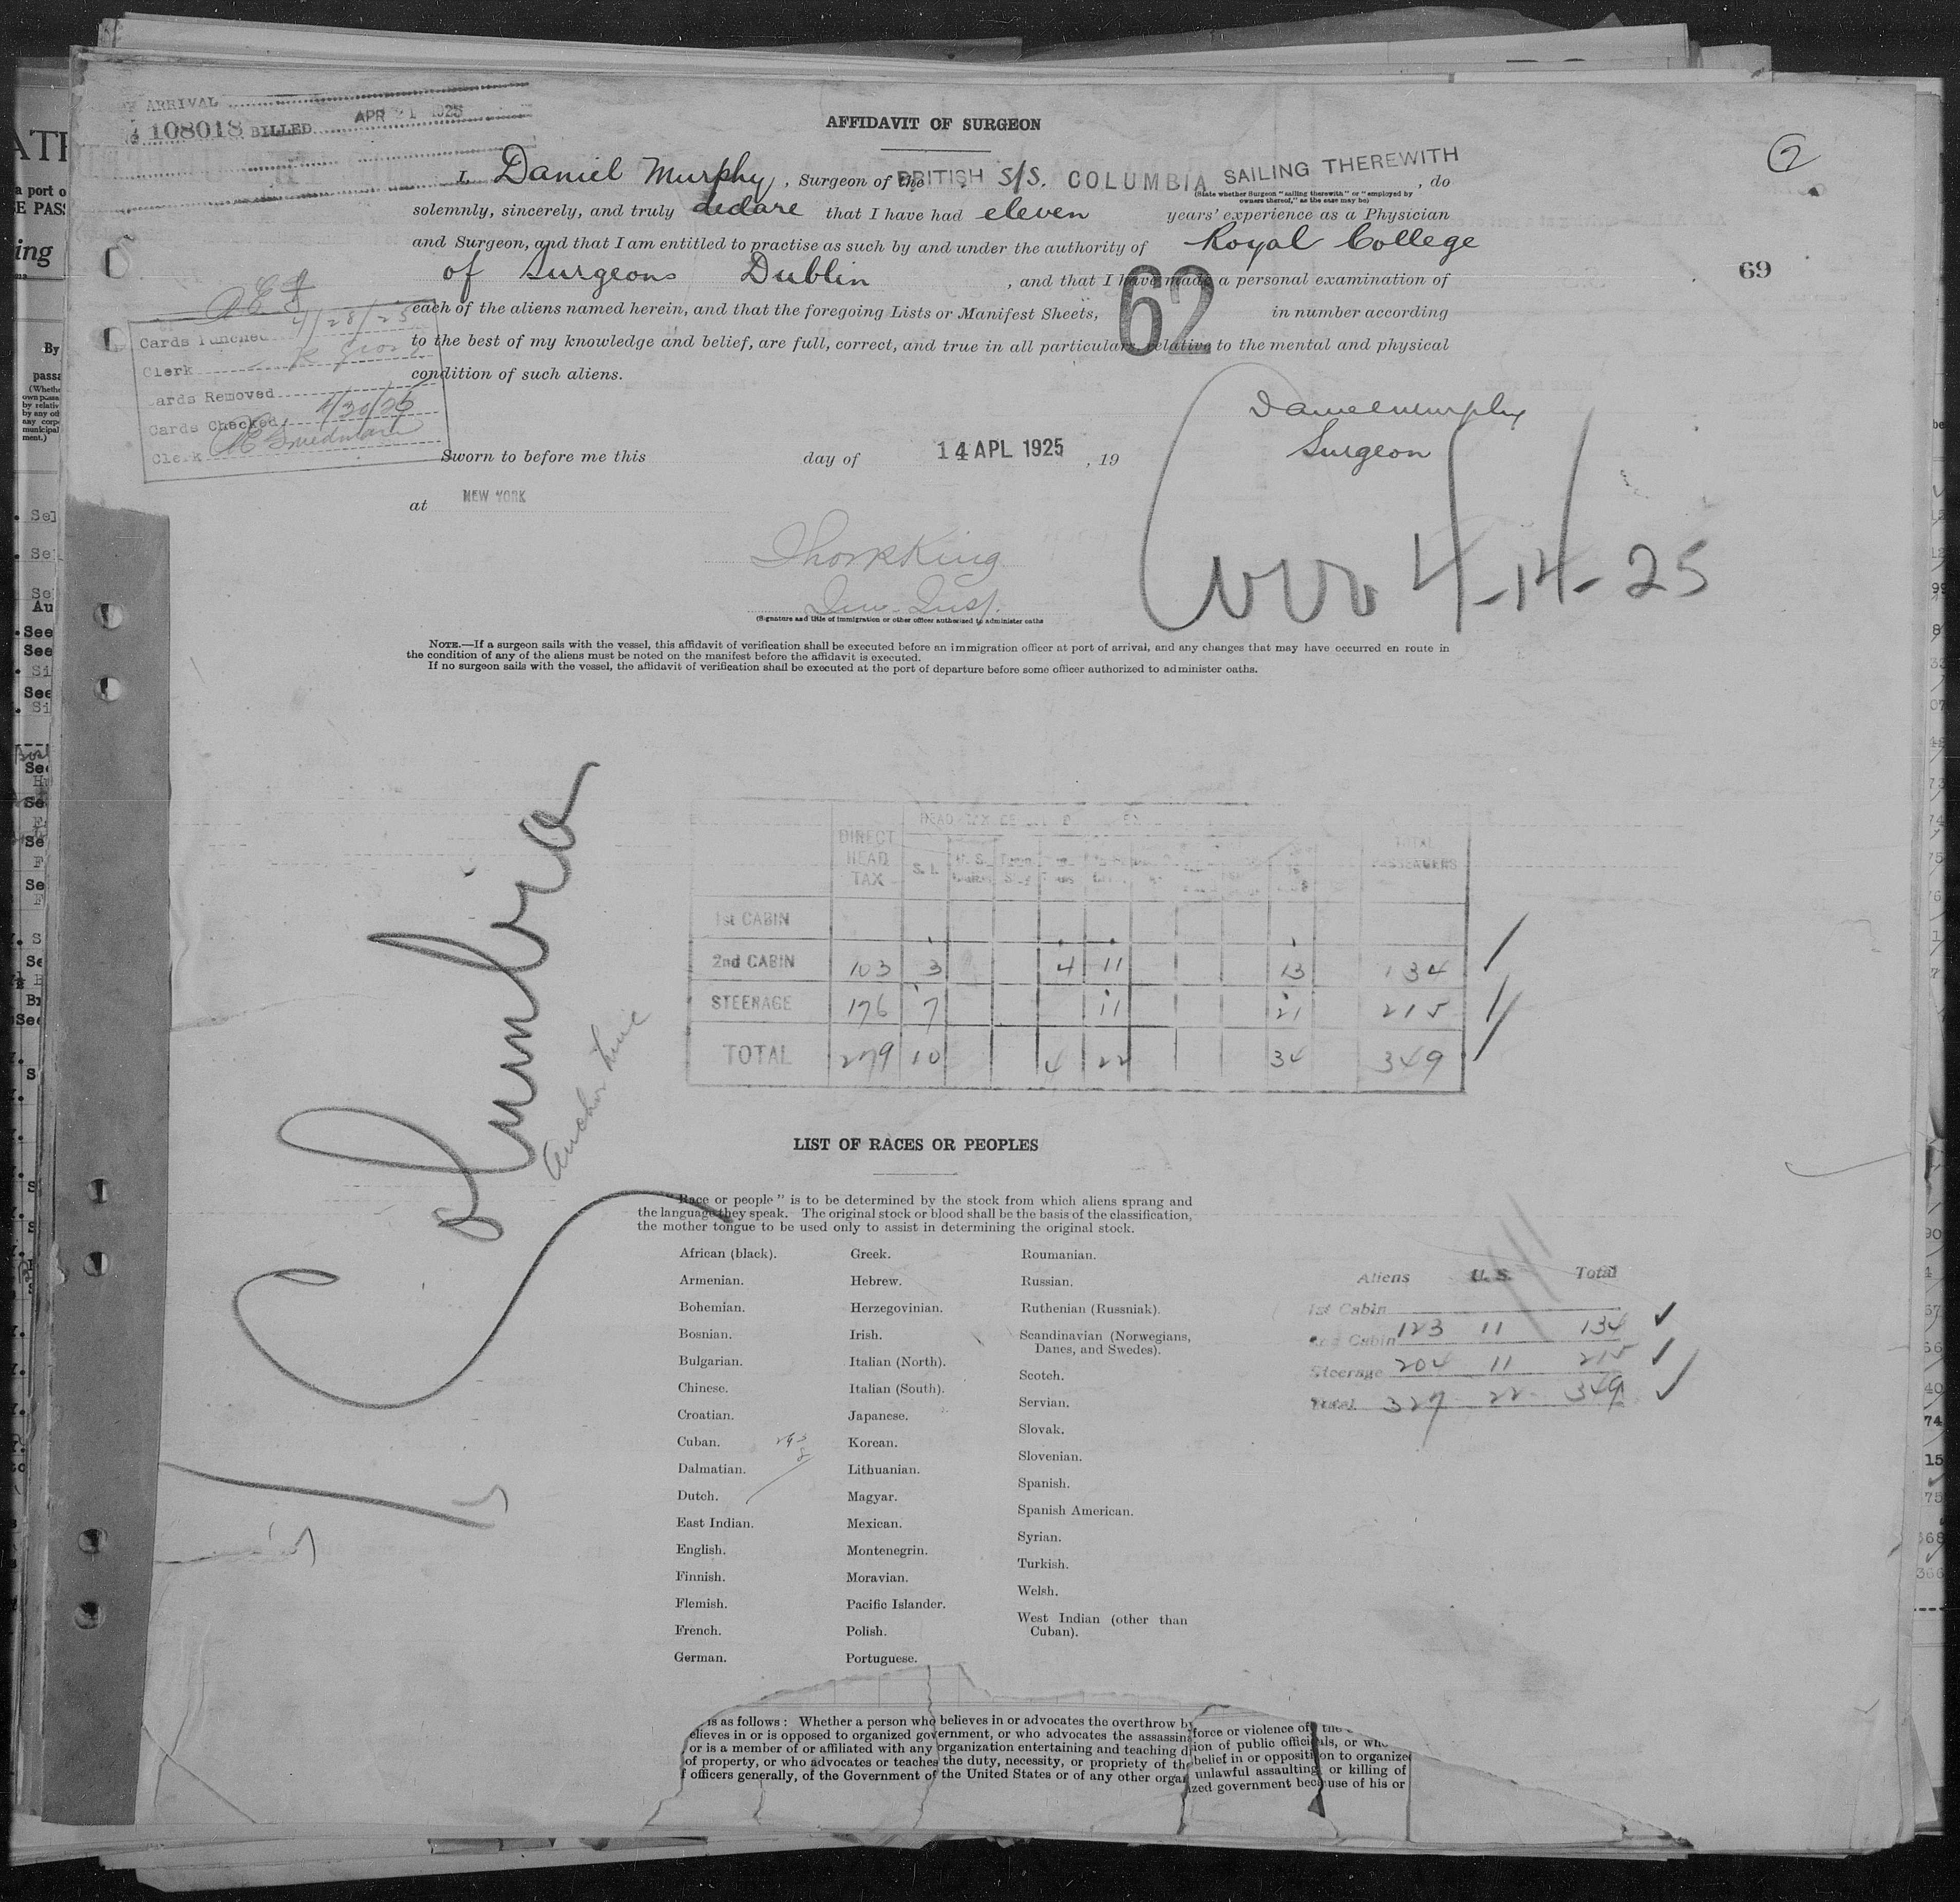 ARRIVAL
108018 BILLED APR 21 1925
AFFIDAVIT OF SURGEON
2
I, Daniel Murphy, Surgeon of the BRITISH S/S. COLUMBIA SAILING THEREWITH, do
(State whether Surgeon "sailing therewith" or "employed by owners thereof," as the case may be)
solemnly, sincerely, and truly declare that I have had eleven years' experience as a Physician
and Surgeon, and that I am entitled to practise as such by and under the authority of Royal College
of Surgeons Dublin, and that I have made a personal examination of
69
each of the aliens named herein, and that the foregoing Lists or Manifest Sheets, 62 in number according
to the best of my knowledge and belief, are full, correct, and true in all particulars relative to the mental and physical
condition of such aliens.
Cards Punched 4/28/25
Clerk
Cards Removed
Cards Checked 4/30/25
Clerk
Daniel Murphy
Surgeon
Sworn to before me this day of 14 APL 1925, 19
at NEW YORK
Thorp King
Imm. Insp.
(Signature and title of immigration or other officer authorized to administer oaths
4-14-25
NOTE.—If a surgeon sails with the vessel, this affidavit of verification shall be executed before an immigration officer at port of arrival, and any changes that may have occurred en route in
the condition of any of the aliens must be noted on the manifest before the affidavit is executed.
If no surgeon sails with the vessel, the affidavit of verification shall be executed at the port of departure before some officer authorized to administer oaths.
Columbia
Anchor Line
HEAD TAX
DIRECT HEAD TAX S. L. U. S. TOTAL PASSENGERS
1st CABIN
2nd CABIN 103 3 4 11 13 134
STEERAGE 176 7 11 21 215
TOTAL 279 10 4 22 34 349
LIST OF RACES OR PEOPLES
"Race or people" is to be determined by the stock from which aliens sprang and
the language they speak. The original stock or blood shall be the basis of the classification,
the mother tongue to be used only to assist in determining the original stock.
African (black).
Armenian.
Bohemian.
Bosnian.
Bulgarian.
Chinese.
Croatian.
Cuban.
Dalmatian.
Dutch.
East Indian.
English.
Finnish.
Flemish.
French.
German.
Greek.
Hebrew.
Herzegovinian.
Irish.
Italian (North).
Italian (South).
Japanese.
Korean.
Lithuanian.
Magyar.
Mexican.
Montenegrin.
Moravian.
Pacific Islander.
Polish.
Portuguese.
Roumanian.
Russian.
Ruthenian (Russniak).
Scandinavian (Norwegians,
Danes, and Swedes).
Scotch.
Servian.
Slovak.
Slovenian.
Spanish.
Spanish American.
Syrian.
Turkish.
Welsh.
West Indian (other than
Cuban).
Aliens U. S. Total
1st Cabin
2nd Cabin 123 11 134
Steerage 204 11 215
Total 327 22 349
is as follows: Whether a person who believes in or advocates the overthrow by force or violence of the
elieves in or is opposed to organized government, or who advocates the assassination of public officials, or who
or is a member of or affiliated with any organization entertaining and teaching disbelief in or opposition to organize
of property, or who advocates or teaches the duty, necessity, or propriety of the unlawful assaulting or killing of
f officers generally, of the Government of the United States or of any other organized government because of his or